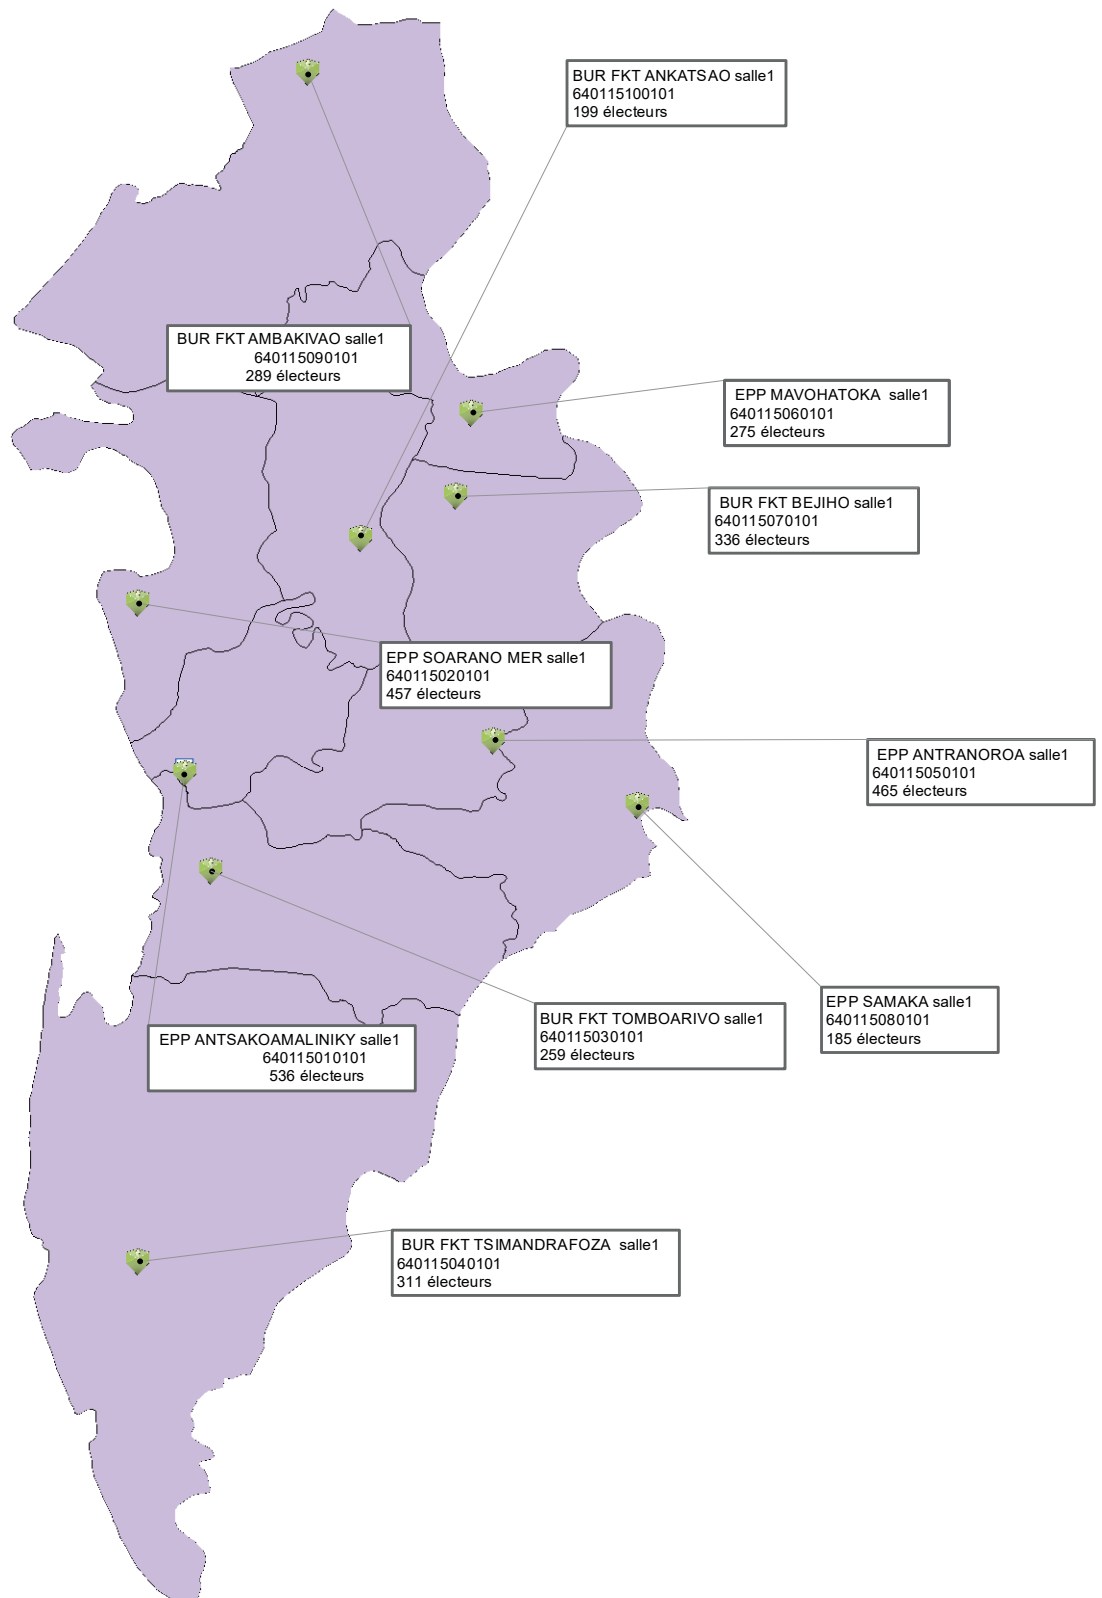 BUR FKT ANKATSAO salle1
640115100101
199 électeurs
BUR FKT AMBAKIVAO salle1
640115090101
289 électeurs
EPP MAVOHATOKA salle1
640115060101
275 électeurs
BUR FKT BEJIHO salle1
640115070101
336 électeurs
EPP SOARANO MER salle1
640115020101
457 électeurs
EPP ANTRANOROA salle1
640115050101
465 électeurs
EPP SAMAKA salle1
640115080101
185 électeurs
BUR FKT TOMBOARIVO salle1
640115030101
259 électeurs
EPP ANTSAKOAMALINIKY salle1
640115010101
536 électeurs
BUR FKT TSIMANDRAFOZA salle1
640115040101
311 électeurs